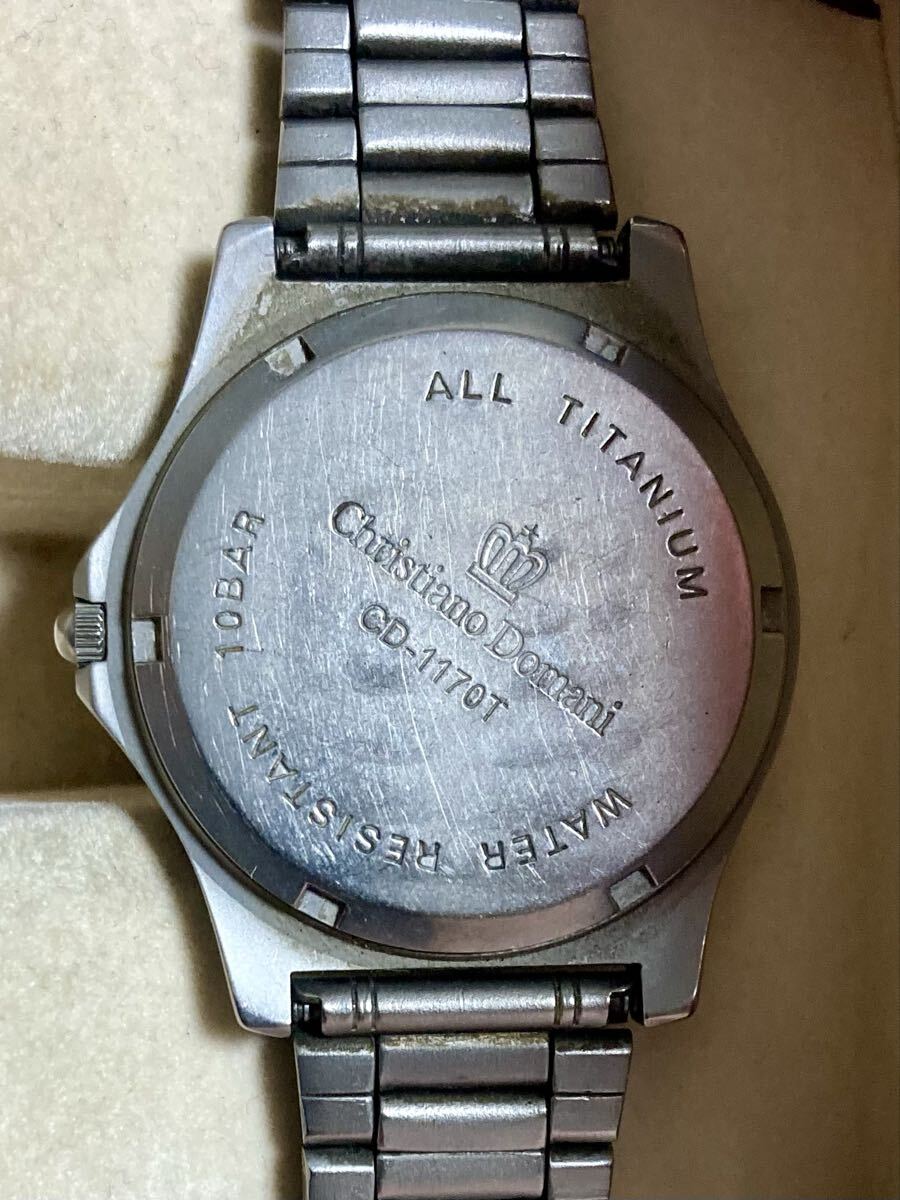 ALL TITANIUM
Christiano Domani
CD-1170T
WATER RESISTANT 10BAR